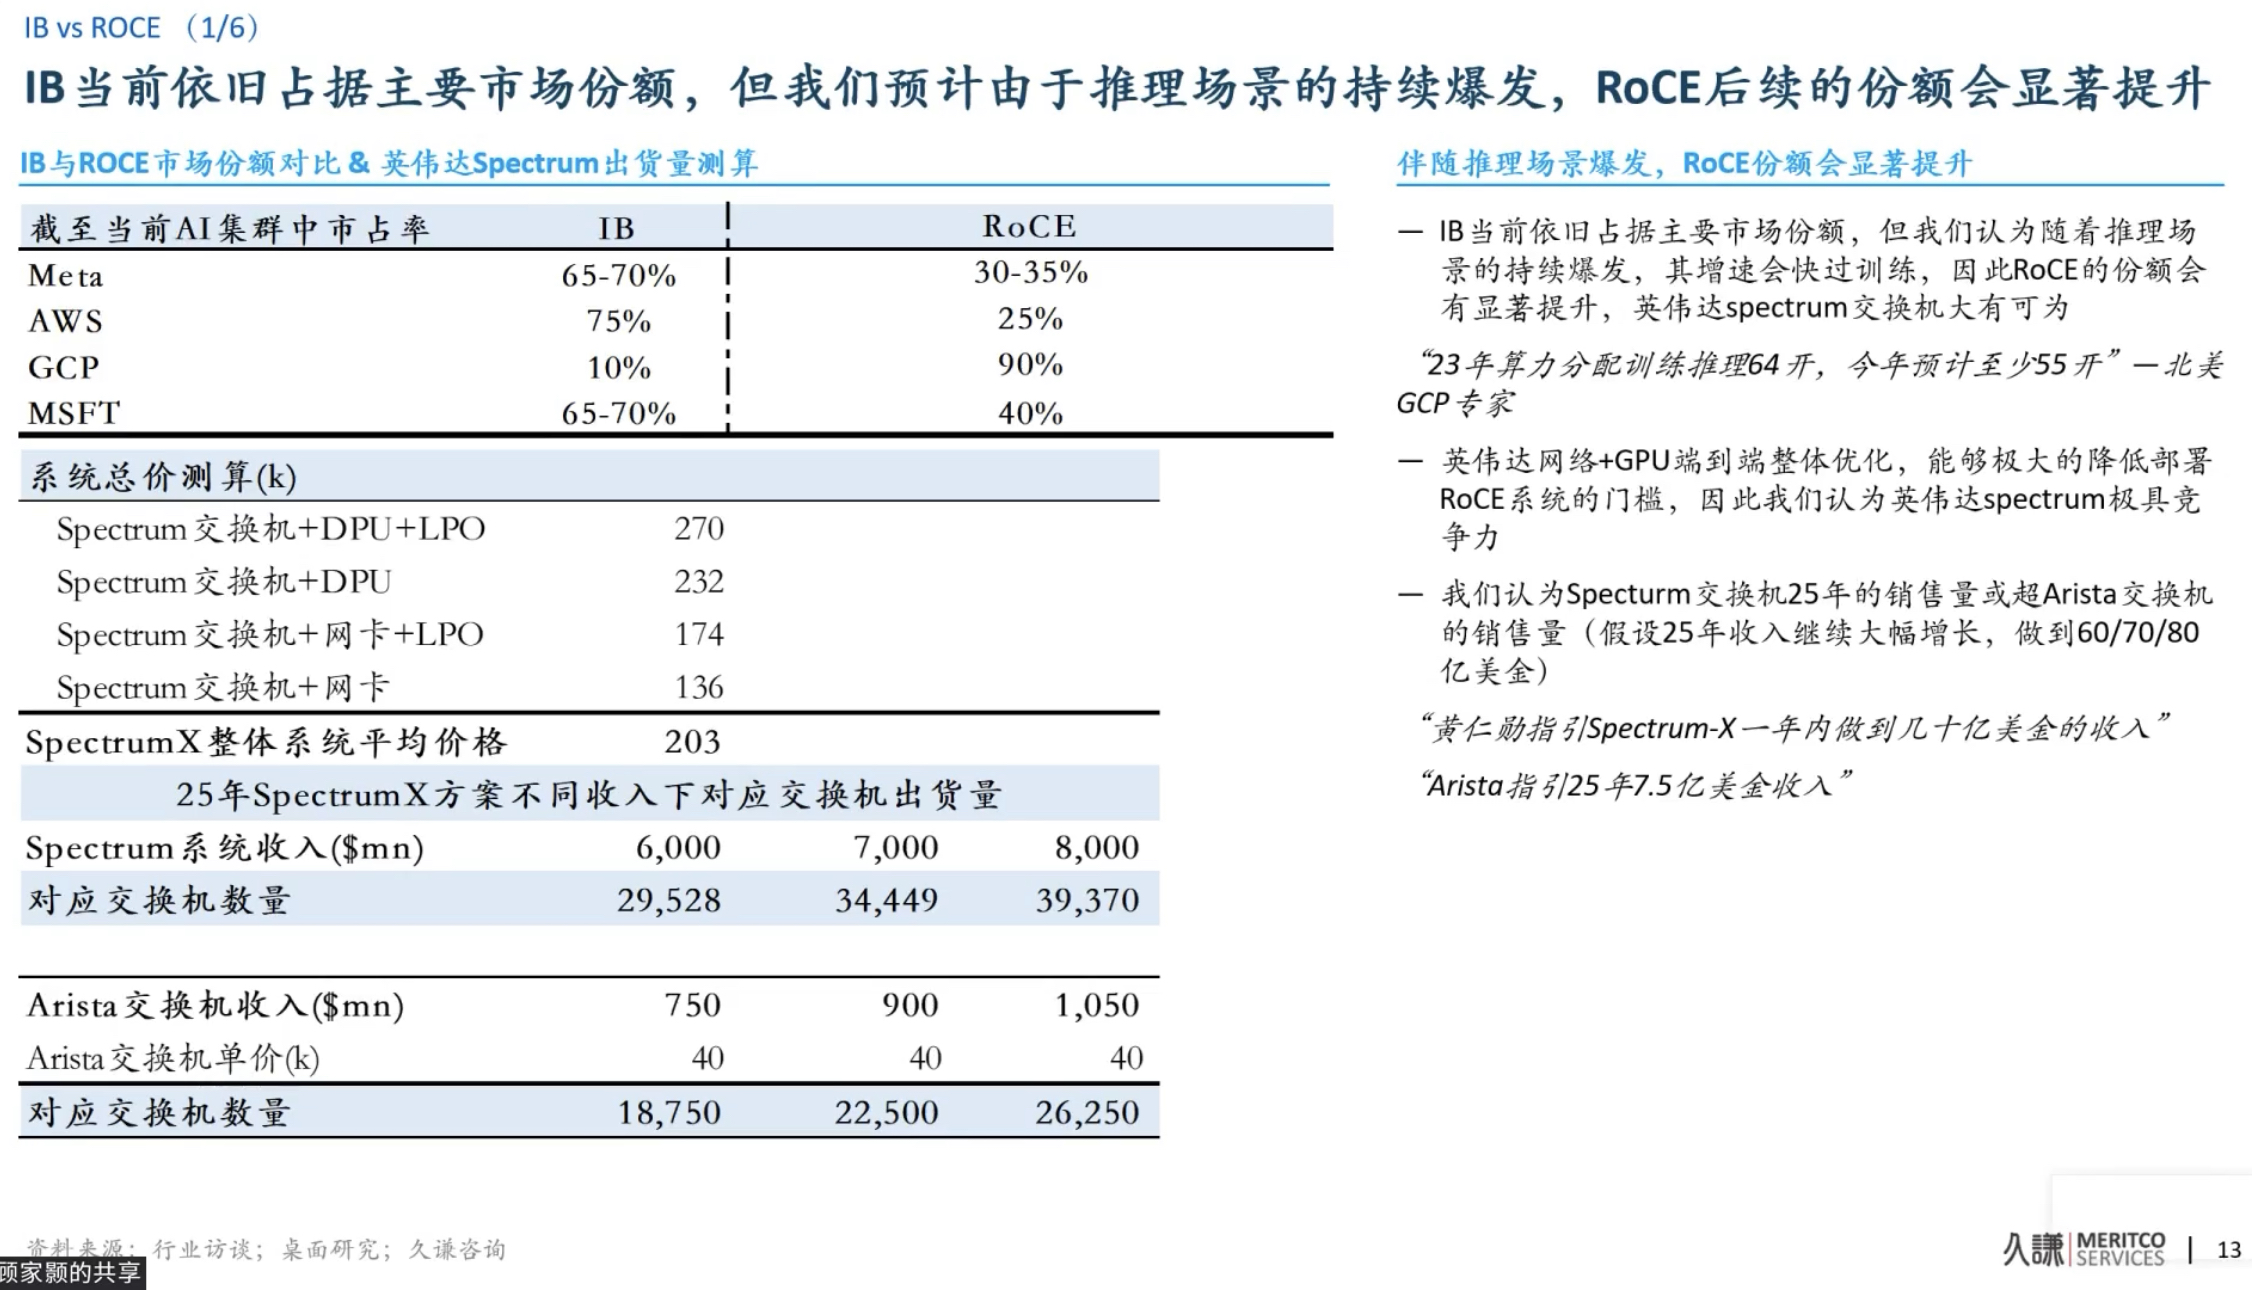 IB vs ROCE （1/6）
IB当前依旧占据主要市场份额，但我们预计由于推理场景的持续爆发，RoCE后续的份额会显著提升
IB与ROCE市场份额对比 & 英伟达Spectrum出货量测算
截至当前AI集群中市占率 IB RoCE
Meta 65-70% 30-35%
AWS 75% 25%
GCP 10% 90%
MSFT 65-70% 40%
系统总价测算(k)
Spectrum交换机+DPU+LPO 270
Spectrum交换机+DPU 232
Spectrum交换机+网卡+LPO 174
Spectrum交换机+网卡 136
SpectrumX整体系统平均价格 203
25年SpectrumX方案不同收入下对应交换机出货量
Spectrum系统收入($mn) 6,000 7,000 8,000
对应交换机数量 29,528 34,449 39,370
Arista交换机收入($mn) 750 900 1,050
Arista交换机单价(k) 40 40 40
对应交换机数量 18,750 22,500 26,250
伴随推理场景爆发，RoCE份额会显著提升
— IB当前依旧占据主要市场份额，但我们认为随着推理场
景的持续爆发，其增速会快过训练，因此RoCE的份额会
有显著提升，英伟达spectrum交换机大有可为
“23年算力分配训练推理64开，今年预计至少55开”—北美
GCP专家
— 英伟达网络+GPU端到端整体优化，能够极大的降低部署
RoCE系统的门槛，因此我们认为英伟达spectrum极具竞
争力
— 我们认为Specturm交换机25年的销售量或超Arista交换机
的销售量（假设25年收入继续大幅增长，做到60/70/80
亿美金）
“黄仁勋指引Spectrum-X一年内做到几十亿美金的收入”
“Arista指引25年7.5亿美金收入”
资料来源：行业访谈；桌面研究；久谦咨询
顾家颢的共享
久謙 MERITCO SERVICES | 13